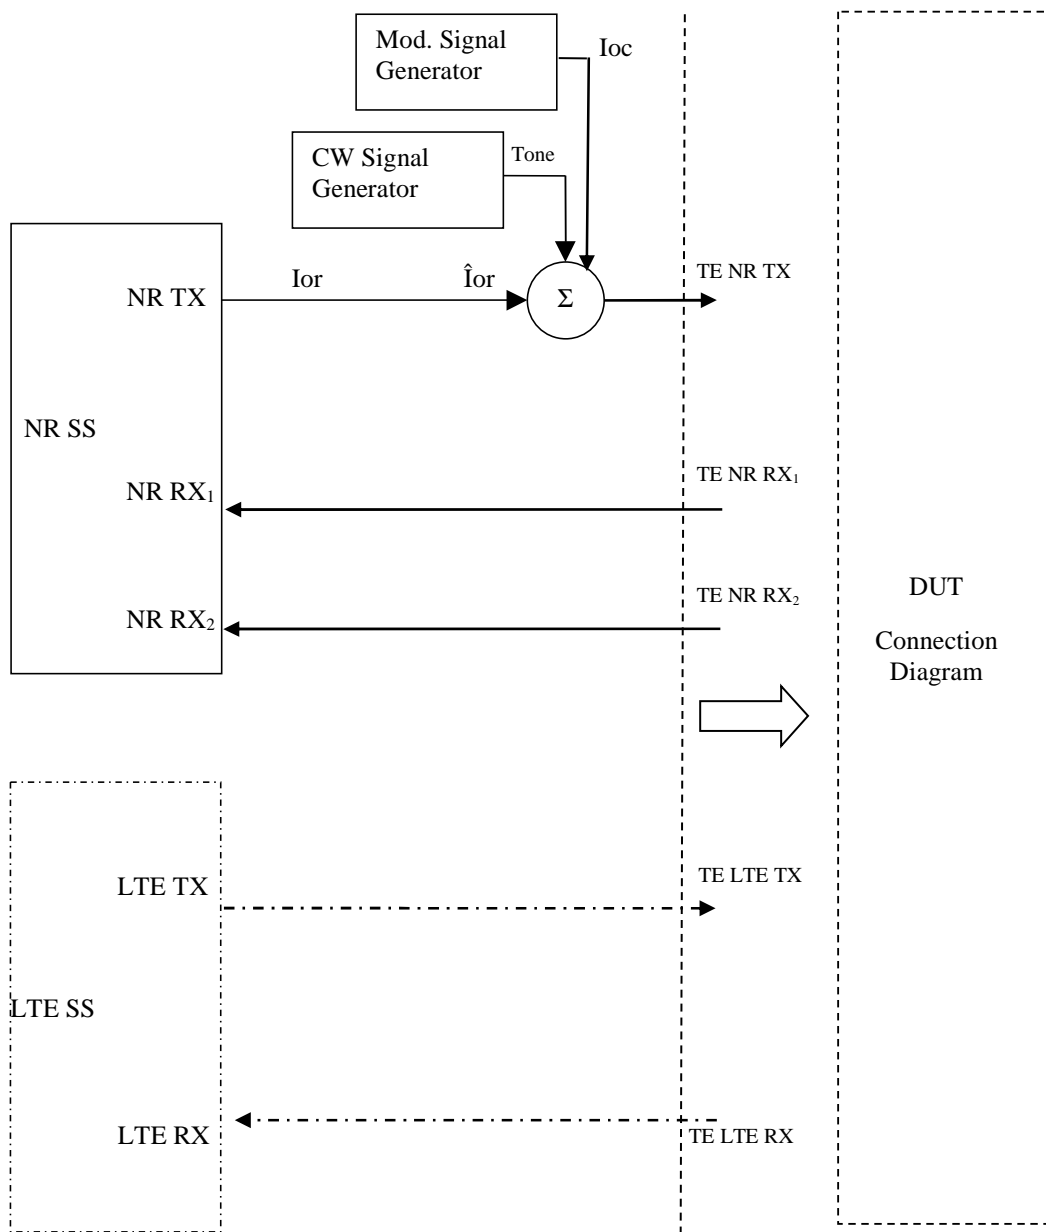 Mod. Signal
Generator
Ioc
CW Signal
Generator
Tone
NR TX
Ior
Îor
Σ
TE NR TX
NR SS
NR RX₁
TE NR RX₁
NR RX₂
TE NR RX₂
DUT
Connection
Diagram
LTE TX
TE LTE TX
LTE SS
LTE RX
TE LTE RX